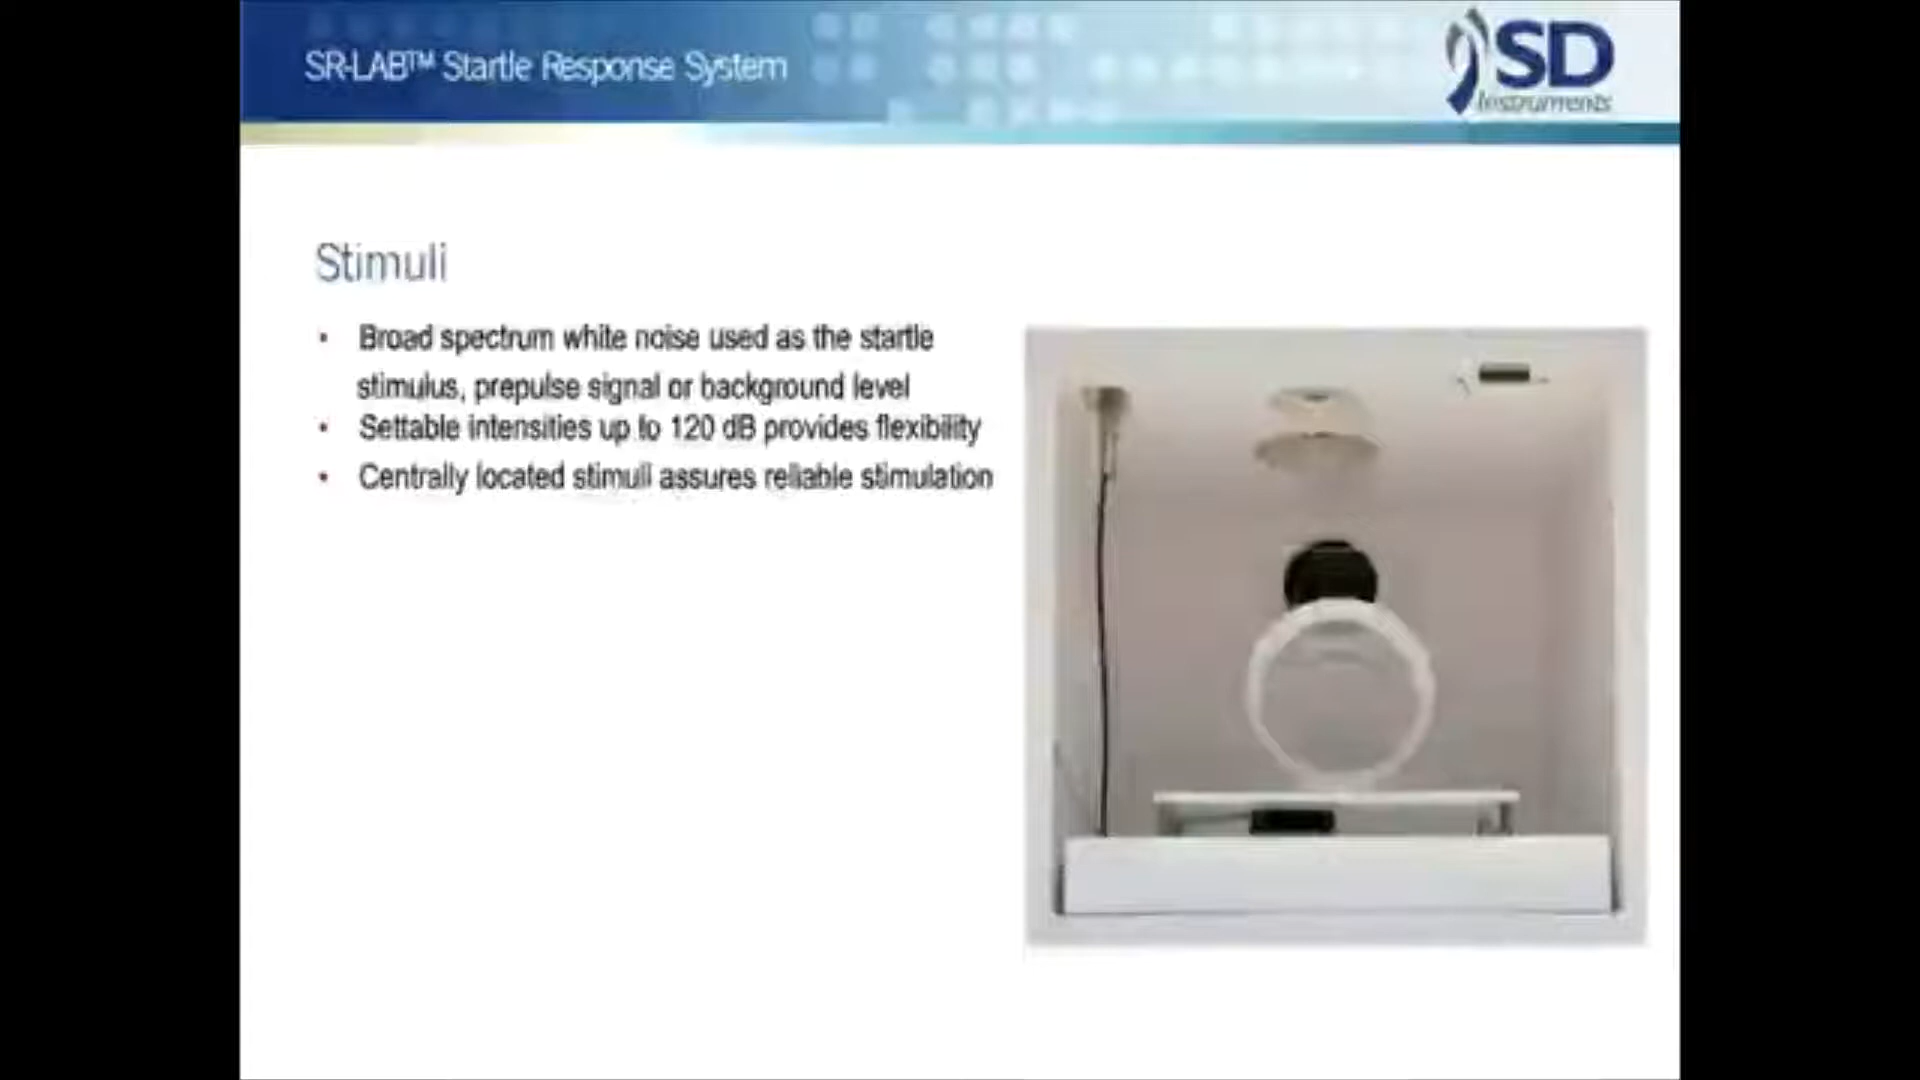 SR-LAB™ Startle Response System
SD
Instruments
Stimuli
• Broad spectrum white noise used as the startle
stimulus, prepulse signal or background level
• Settable intensities up to 120 dB provides flexibility
• Centrally located stimuli assures reliable stimulation